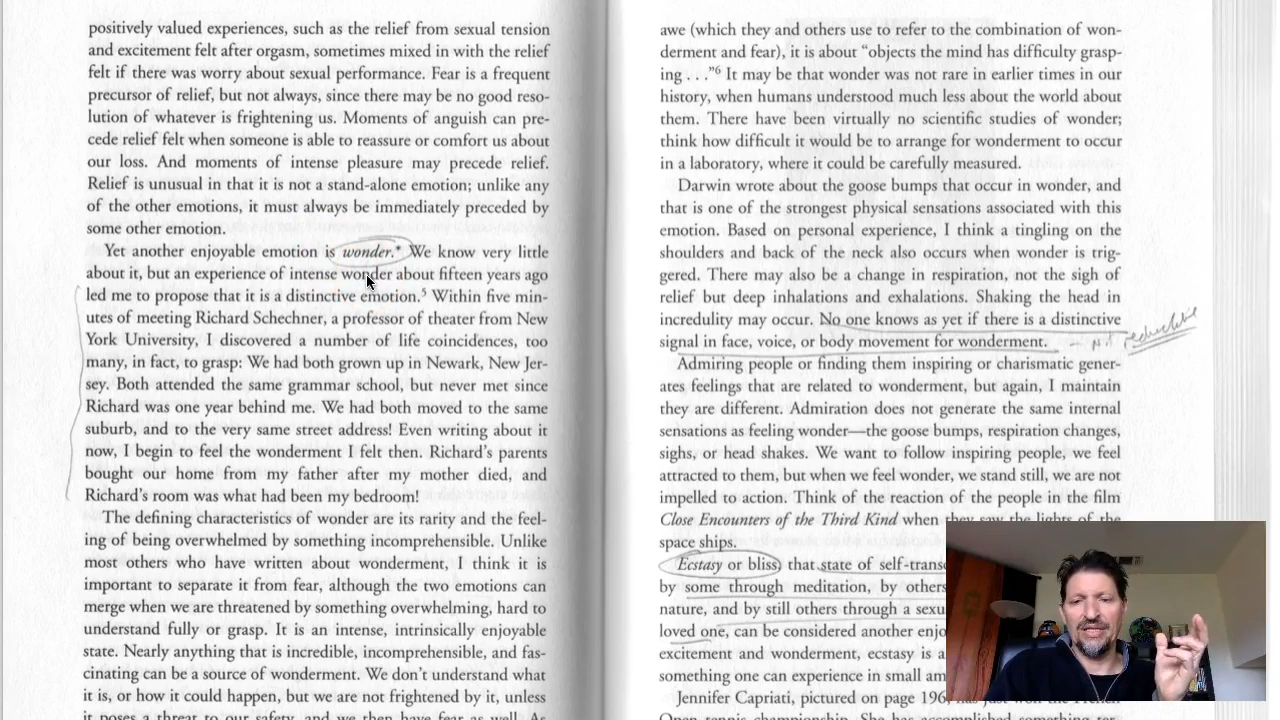 positively valued experiences, such as the relief from sexual tension
and excitement felt after orgasm, sometimes mixed in with the relief
felt if there was worry about sexual performance. Fear is a frequent
precursor of relief, but not always, since there may be no good reso-
lution of whatever is frightening us. Moments of anguish can pre-
cede relief felt when someone is able to reassure or comfort us about
our loss. And moments of intense pleasure may precede relief.
Relief is unusual in that it is not a stand-alone emotion; unlike any
of the other emotions, it must always be immediately preceded by
some other emotion.
Yet another enjoyable emotion is wonder.* We know very little
about it, but an experience of intense wonder about fifteen years ago
led me to propose that it is a distinctive emotion.⁵ Within five min-
utes of meeting Richard Schechner, a professor of theater from New
York University, I discovered a number of life coincidences, too
many, in fact, to grasp: We had both grown up in Newark, New Jer-
sey. Both attended the same grammar school, but never met since
Richard was one year behind me. We had both moved to the same
suburb, and to the very same street address! Even writing about it
now, I begin to feel the wonderment I felt then. Richard's parents
bought our home from my father after my mother died, and
Richard's room was what had been my bedroom!
The defining characteristics of wonder are its rarity and the feel-
ing of being overwhelmed by something incomprehensible. Unlike
most others who have written about wonderment, I think it is
important to separate it from fear, although the two emotions can
merge when we are threatened by something overwhelming, hard to
understand fully or grasp. It is an intense, intrinsically enjoyable
state. Nearly anything that is incredible, incomprehensible, and fas-
cinating can be a source of wonderment. We don't understand what
it is, or how it could happen, but we are not frightened by it, unless
it poses a threat to our safety, and we then have fear as well. As
awe (which they and others use to refer to the combination of won-
derment and fear), it is about "objects the mind has difficulty grasp-
ing . . ."⁶ It may be that wonder was not rare in earlier times in our
history, when humans understood much less about the world about
them. There have been virtually no scientific studies of wonder;
think how difficult it would be to arrange for wonderment to occur
in a laboratory, where it could be carefully measured.
Darwin wrote about the goose bumps that occur in wonder, and
that is one of the strongest physical sensations associated with this
emotion. Based on personal experience, I think a tingling on the
shoulders and back of the neck also occurs when wonder is trig-
gered. There may also be a change in respiration, not the sigh of
relief but deep inhalations and exhalations. Shaking the head in
incredulity may occur. No one knows as yet if there is a distinctive
signal in face, voice, or body movement for wonderment.
Admiring people or finding them inspiring or charismatic gener-
ates feelings that are related to wonderment, but again, I maintain
they are different. Admiration does not generate the same internal
sensations as feeling wonder—the goose bumps, respiration changes,
sighs, or head shakes. We want to follow inspiring people, we feel
attracted to them, but when we feel wonder, we stand still, we are not
impelled to action. Think of the reaction of the people in the film
Close Encounters of the Third Kind when they saw the lights of the
space ships.
Ecstasy or bliss, that state of self-trans
by some through meditation, by others
nature, and by still others through a sexu
loved one, can be considered another enjo
excitement and wonderment, ecstasy is a
something one can experience in small am
Jennifer Capriati, pictured on page 196, has just won the French
Open tennis championship. She has accomplished something